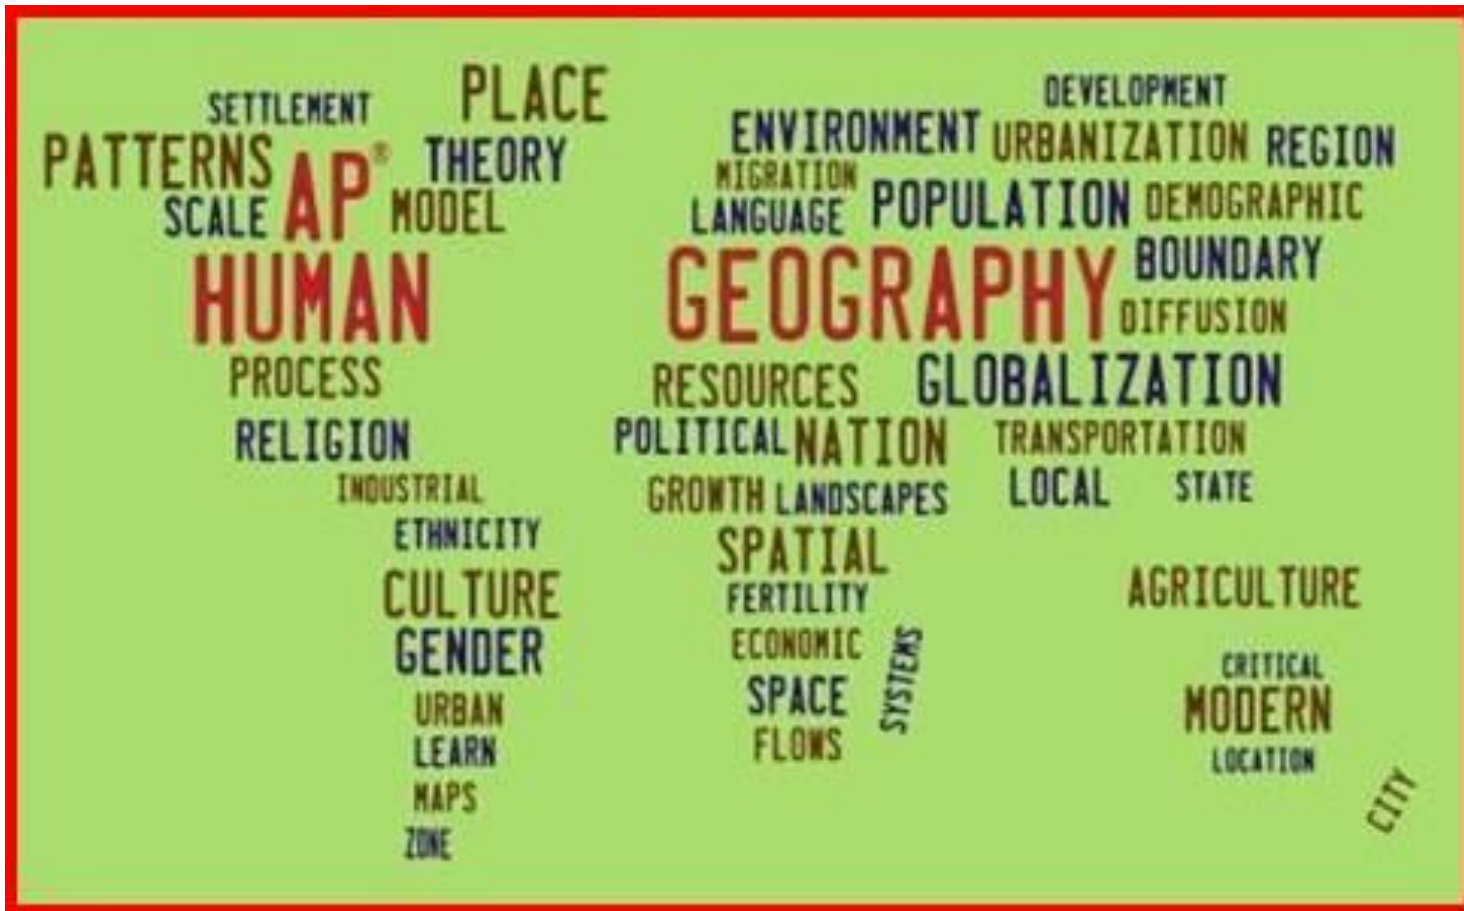 SETTLEMENT
PLACE
PATTERNS
AP®
THEORY
SCALE
MODEL
HUMAN
PROCESS
RELIGION
INDUSTRIAL
ETHNICITY
CULTURE
GENDER
URBAN
LEARN
MAPS
ZONE
DEVELOPMENT
ENVIRONMENT
URBANIZATION
REGION
MIGRATION
LANGUAGE
POPULATION
DEMOGRAPHIC
GEOGRAPHY
BOUNDARY
DIFFUSION
RESOURCES
GLOBALIZATION
POLITICAL
NATION
TRANSPORTATION
GROWTH
LANDSCAPES
LOCAL
STATE
SPATIAL
FERTILITY
ECONOMIC
SYSTEMS
SPACE
FLOWS
AGRICULTURE
CRITICAL
MODERN
LOCATION
CITY